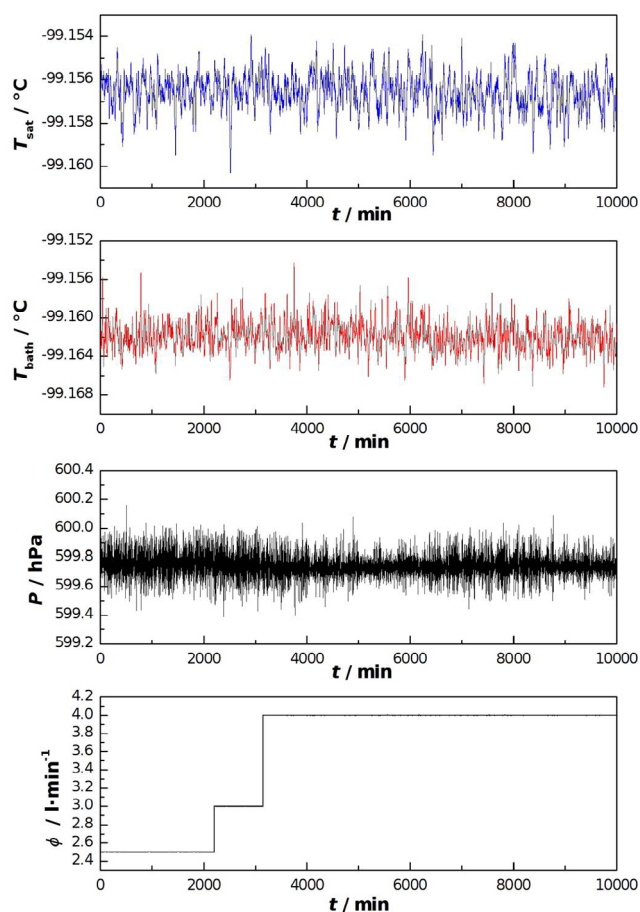 -99.154
-99.156
-99.158
-99.160
T_sat / °C
0 2000 4000 6000 8000 10000
t / min
-99.152
-99.156
-99.160
-99.164
-99.168
T_bath / °C
0 2000 4000 6000 8000 10000
t / min
600.4
600.2
600.0
599.8
599.6
599.4
599.2
P / hPa
0 2000 4000 6000 8000 10000
t / min
4.2
4.0
3.8
3.6
3.4
3.2
3.0
2.8
2.6
2.4
ϕ / l·min⁻¹
0 2000 4000 6000 8000 10000
t / min